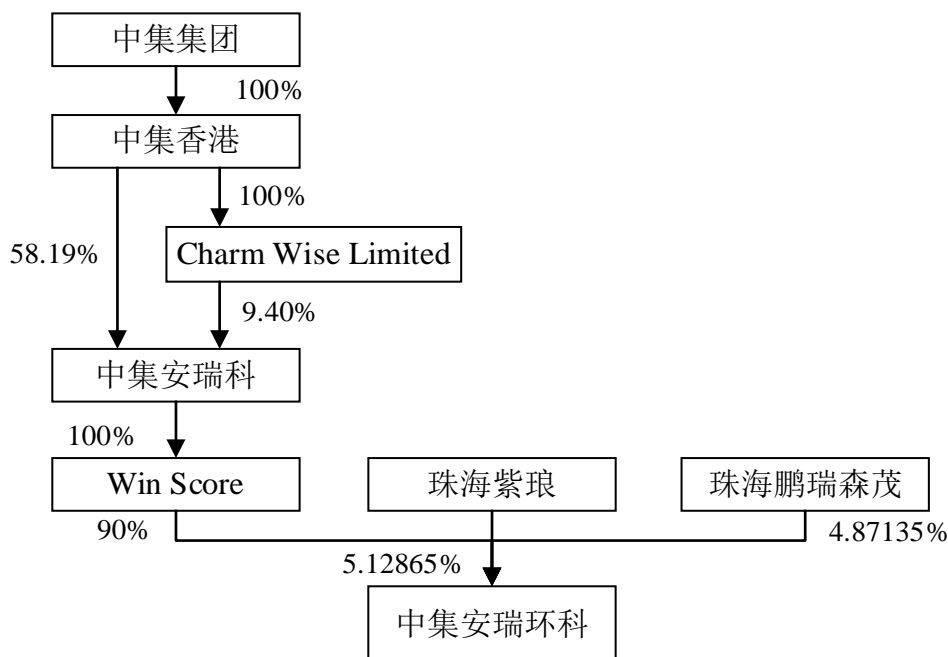 中集集团
100%
中集香港
100%
58.19%
Charm Wise Limited
9.40%
中集安瑞科
100%
Win Score
珠海紫琅
珠海鹏瑞森茂
90%
4.87135%
5.12865%
中集安瑞环科